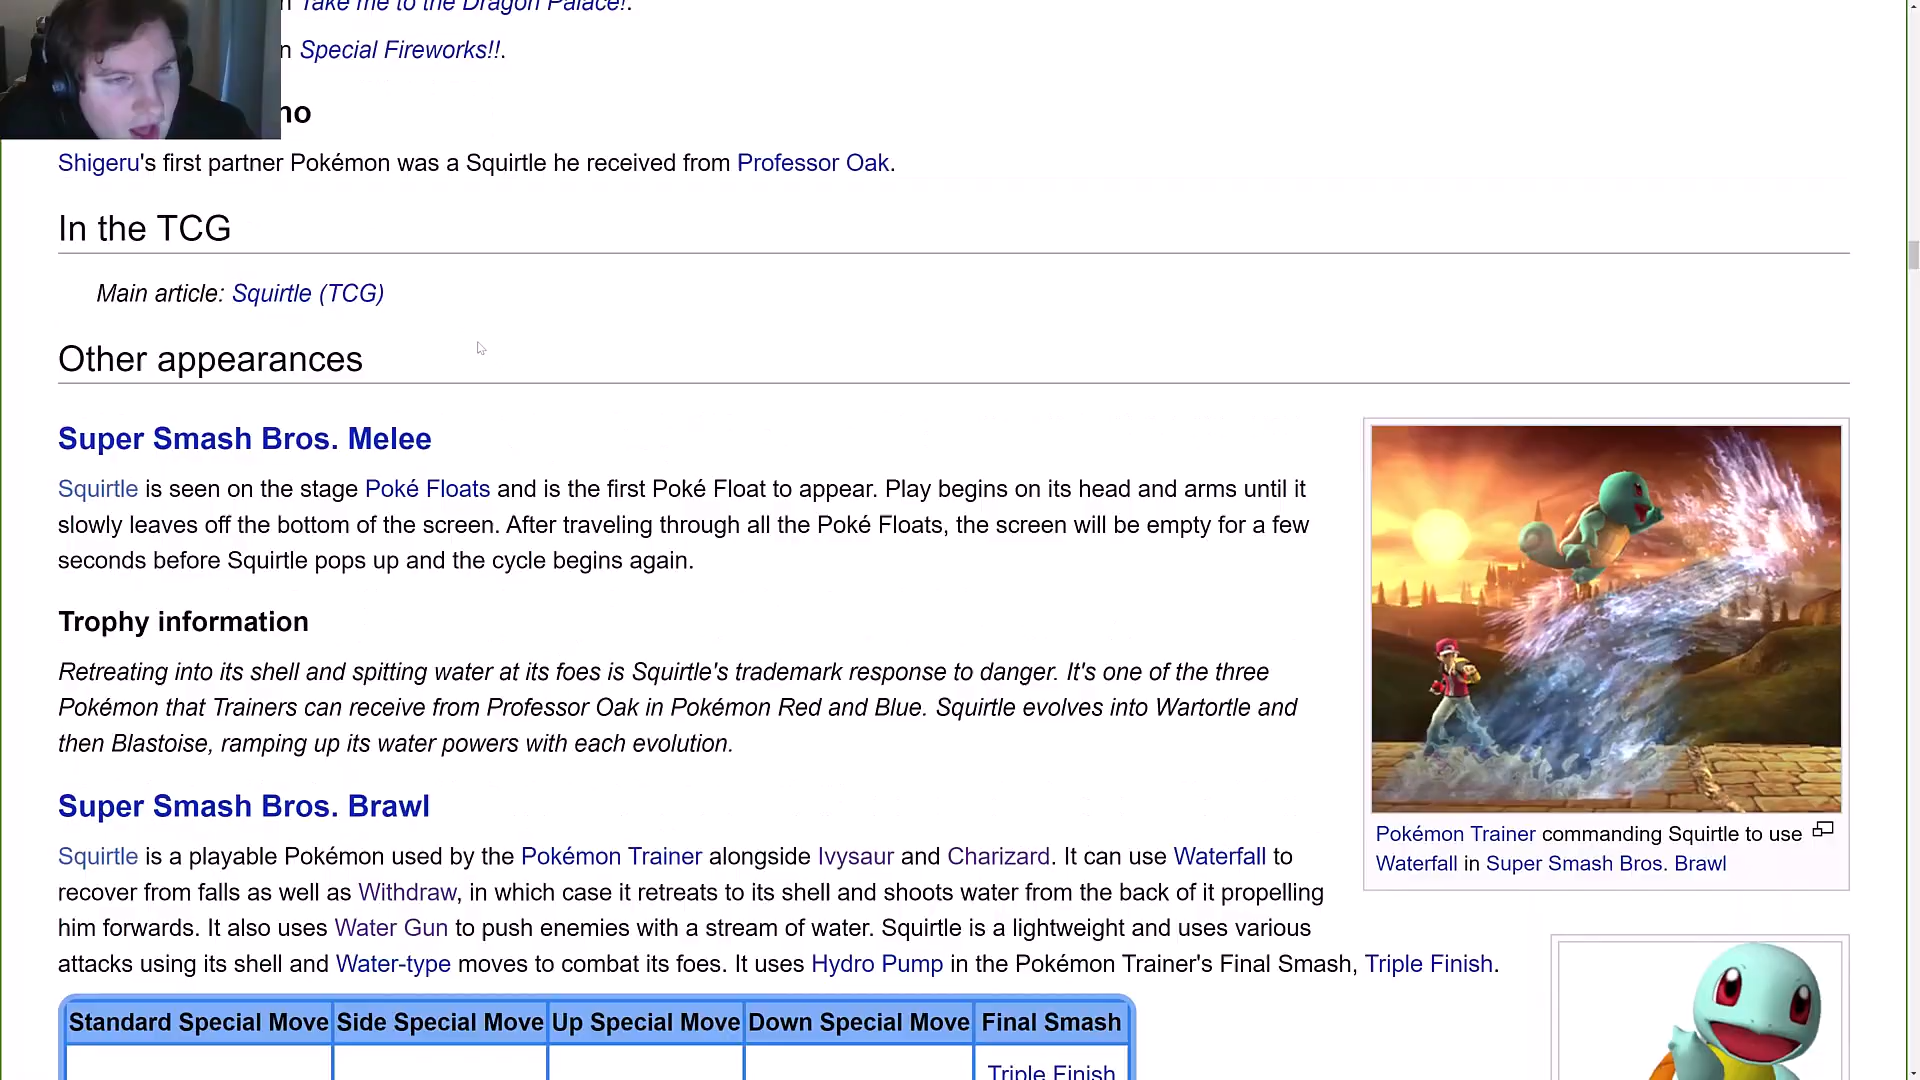 n Take me to the Dragon Palace!.
n Special Fireworks!!.
no
Shigeru's first partner Pokémon was a Squirtle he received from Professor Oak.
In the TCG
Main article: Squirtle (TCG)
Other appearances
Super Smash Bros. Melee
Squirtle is seen on the stage Poké Floats and is the first Poké Float to appear. Play begins on its head and arms until it
slowly leaves off the bottom of the screen. After traveling through all the Poké Floats, the screen will be empty for a few
seconds before Squirtle pops up and the cycle begins again.
Trophy information
Retreating into its shell and spitting water at its foes is Squirtle's trademark response to danger. It's one of the three
Pokémon that Trainers can receive from Professor Oak in Pokémon Red and Blue. Squirtle evolves into Wartortle and
then Blastoise, ramping up its water powers with each evolution.
Pokémon Trainer commanding Squirtle to use
Waterfall in Super Smash Bros. Brawl
Super Smash Bros. Brawl
Squirtle is a playable Pokémon used by the Pokémon Trainer alongside Ivysaur and Charizard. It can use Waterfall to
recover from falls as well as Withdraw, in which case it retreats to its shell and shoots water from the back of it propelling
him forwards. It also uses Water Gun to push enemies with a stream of water. Squirtle is a lightweight and uses various
attacks using its shell and Water-type moves to combat its foes. It uses Hydro Pump in the Pokémon Trainer's Final Smash, Triple Finish.
Standard Special Move Side Special Move Up Special Move Down Special Move Final Smash
Triple Finish